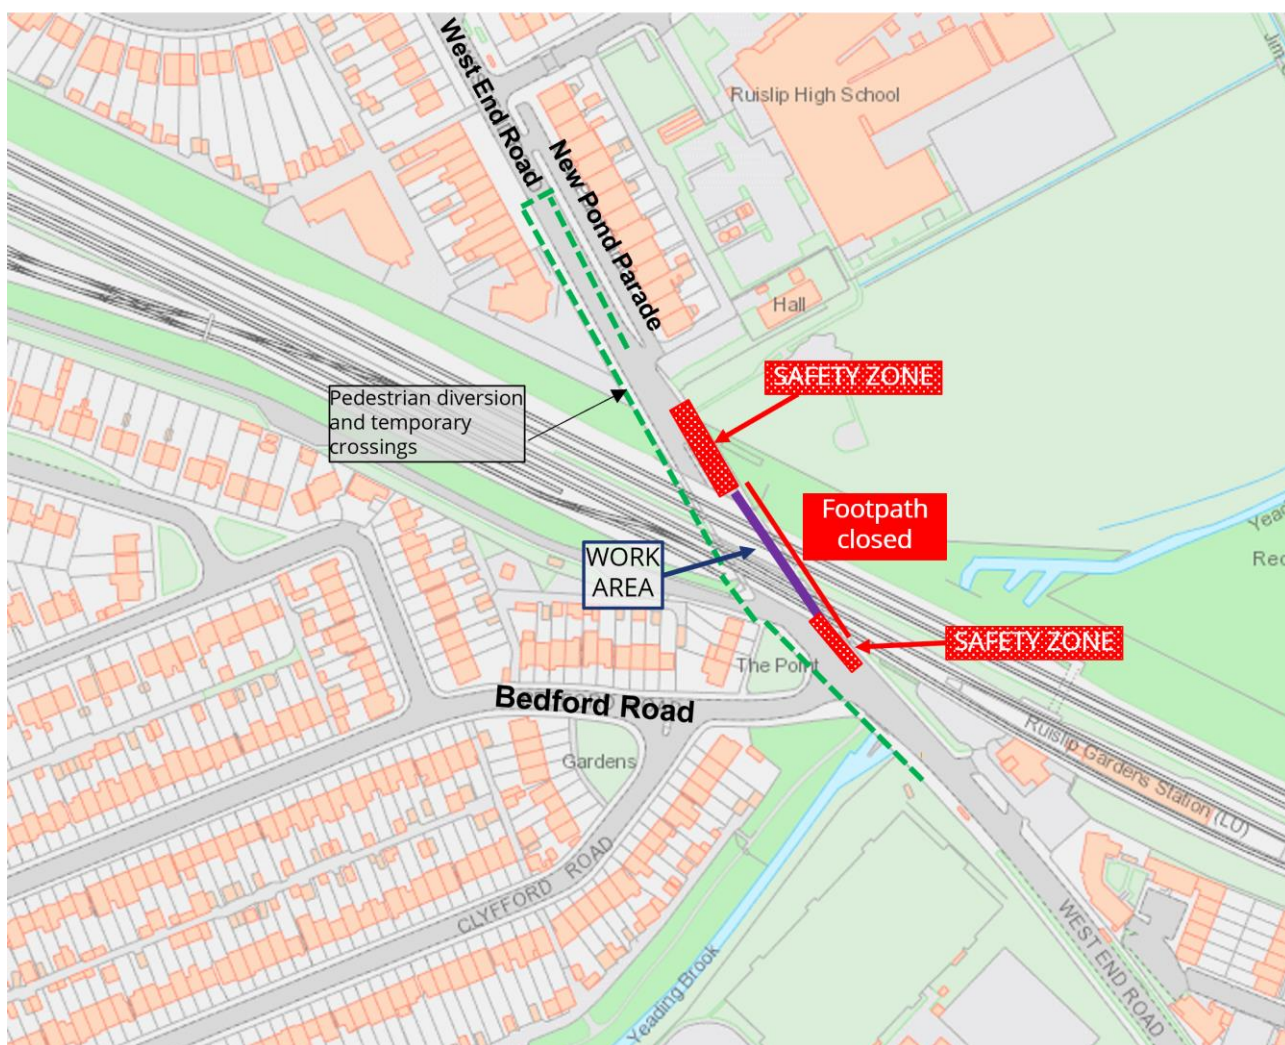 West End Road
New Pond Parade
Ruislip High School
Hall
SAFETY ZONE
Pedestrian diversion
and temporary
crossings
Footpath
closed
WORK
AREA
SAFETY ZONE
The Point
Bedford Road
Gardens
Ruislip Gardens Station (LU)
CLYFFORD ROAD
WEST END ROAD
Yeading Brook